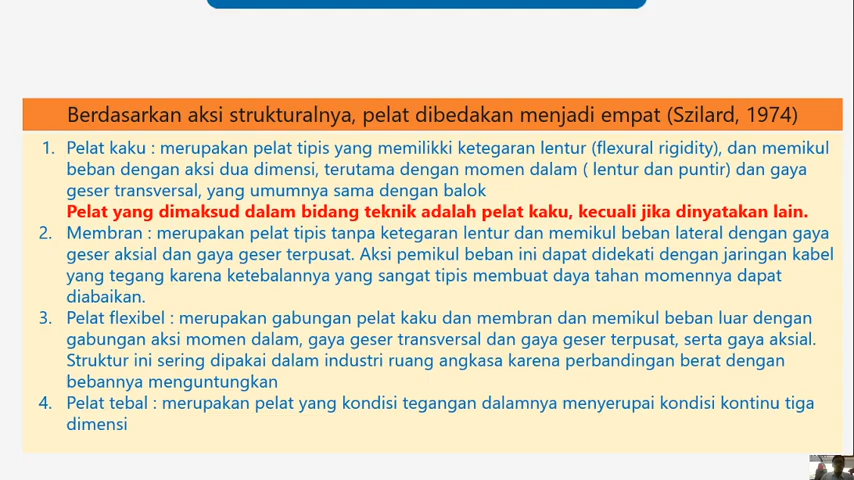 Berdasarkan aksi strukturalnya, pelat dibedakan menjadi empat (Szilard, 1974)
1. Pelat kaku : merupakan pelat tipis yang memilikki ketegaran lentur (flexural rigidity), dan memikul
beban dengan aksi dua dimensi, terutama dengan momen dalam ( lentur dan puntir) dan gaya
geser transversal, yang umumnya sama dengan balok
Pelat yang dimaksud dalam bidang teknik adalah pelat kaku, kecuali jika dinyatakan lain.
2. Membran : merupakan pelat tipis tanpa ketegaran lentur dan memikul beban lateral dengan gaya
geser aksial dan gaya geser terpusat. Aksi pemikul beban ini dapat didekati dengan jaringan kabel
yang tegang karena ketebalannya yang sangat tipis membuat daya tahan momennya dapat
diabaikan.
3. Pelat flexibel : merupakan gabungan pelat kaku dan membran dan memikul beban luar dengan
gabungan aksi momen dalam, gaya geser transversal dan gaya geser terpusat, serta gaya aksial.
Struktur ini sering dipakai dalam industri ruang angkasa karena perbandingan berat dengan
bebannya menguntungkan
4. Pelat tebal : merupakan pelat yang kondisi tegangan dalamnya menyerupai kondisi kontinu tiga
dimensi